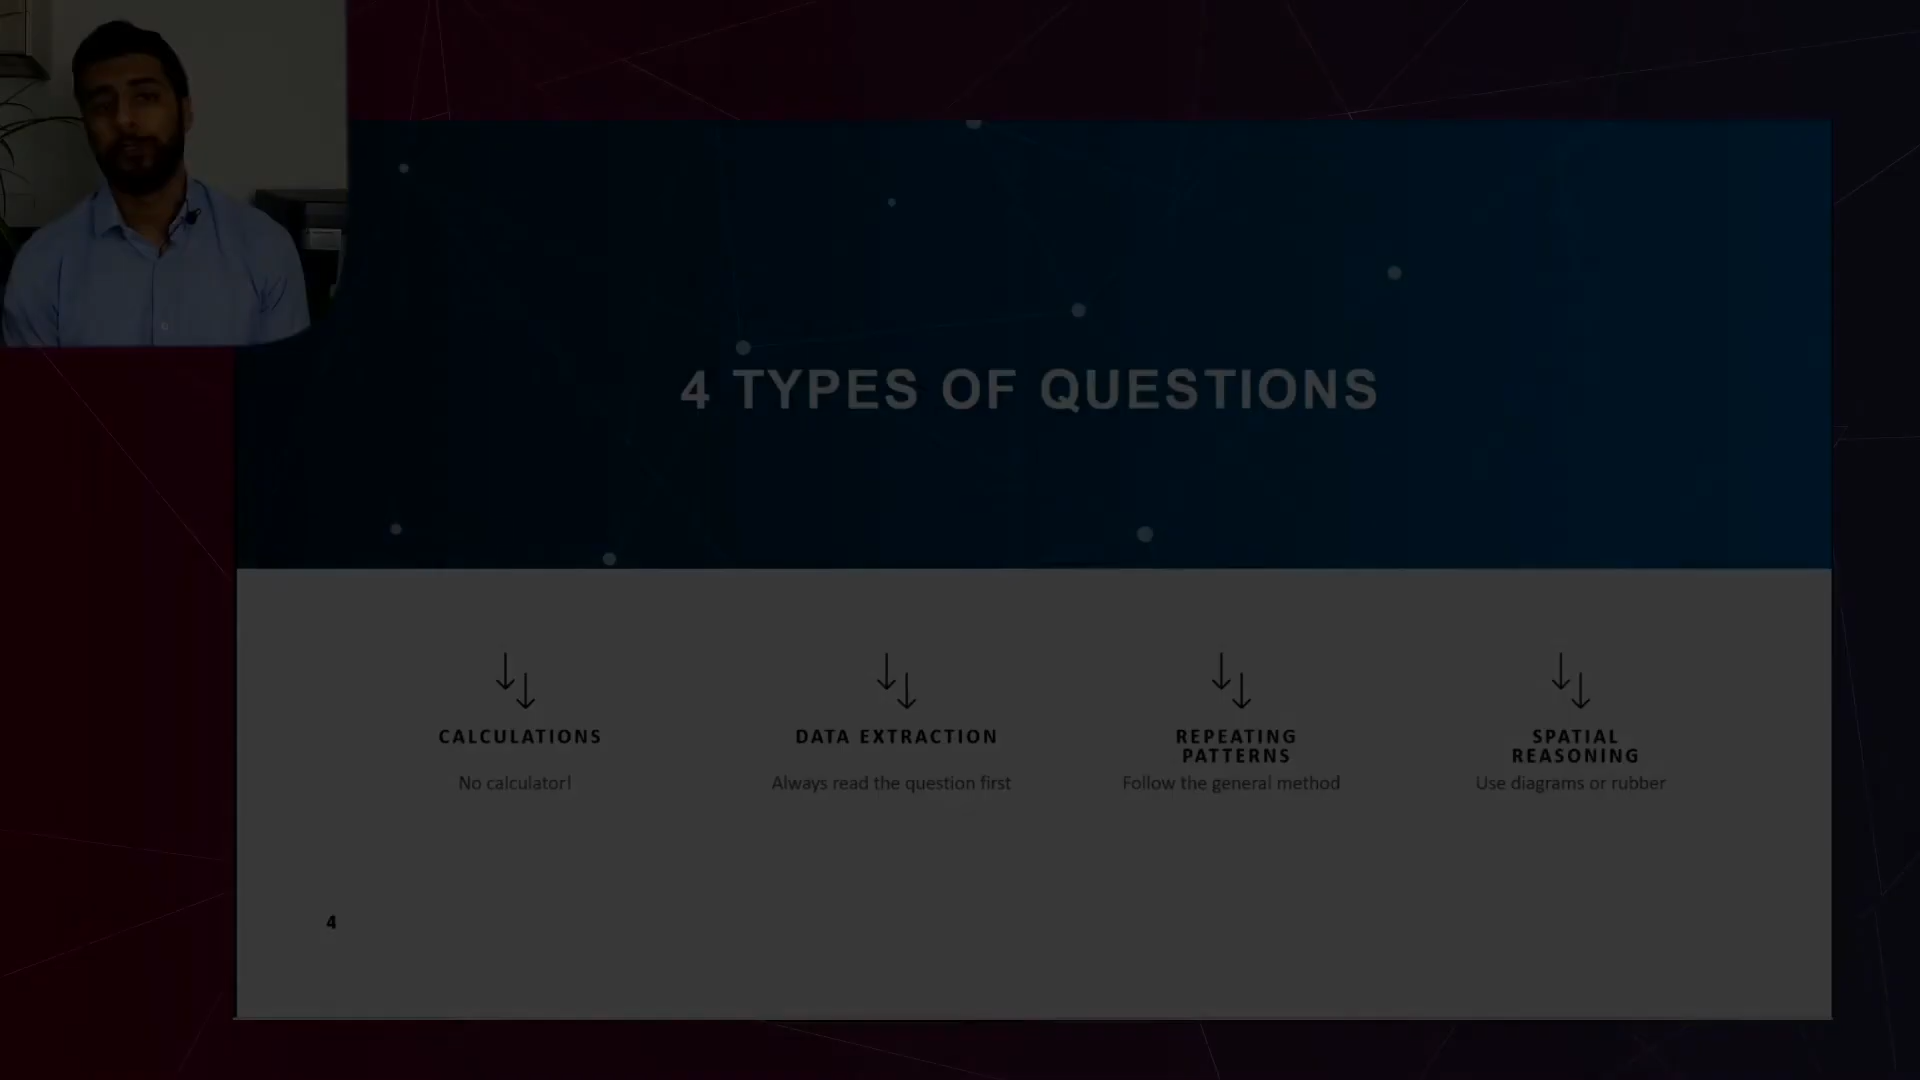 4 TYPES OF QUESTIONS
CALCULATIONS
No calculator!
DATA EXTRACTION
Always read the question first
REPEATING
PATTERNS
Follow the general method
SPATIAL
REASONING
Use diagrams or rubber
4